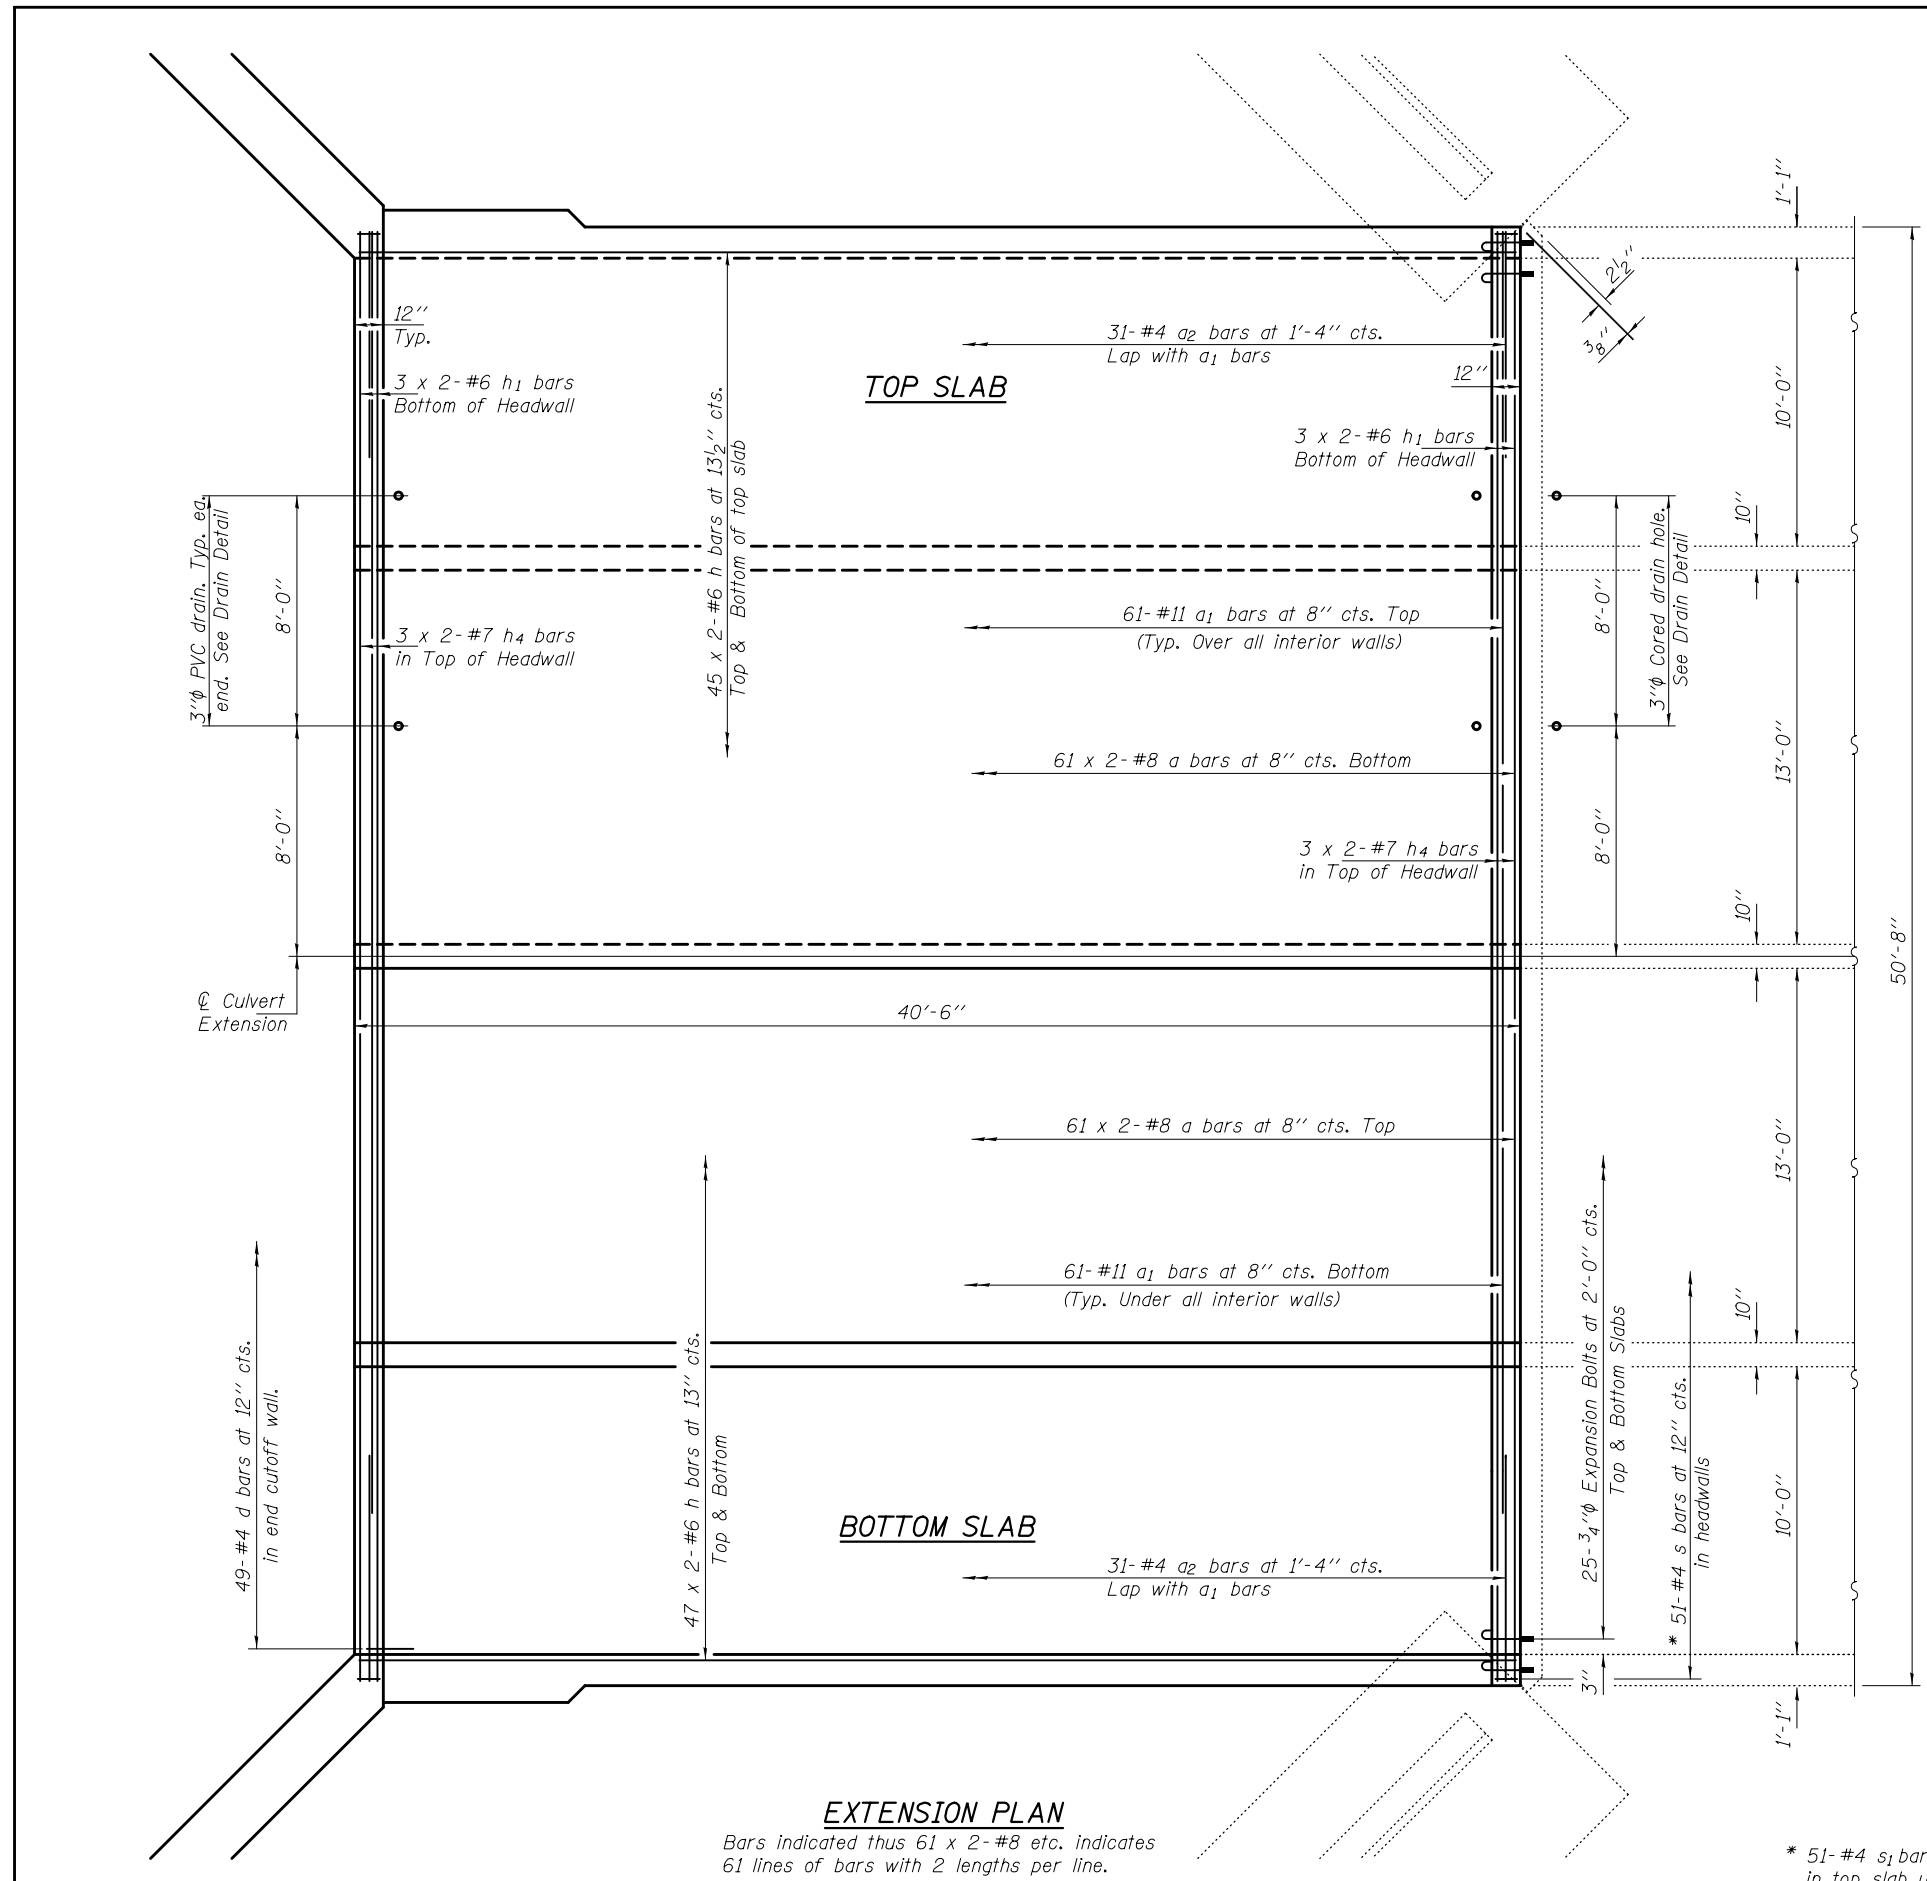 1'-1"
2½"
3/8"
12"
Typ.
31-#4 a2 bars at 1'-4" cts.
Lap with a1 bars
TOP SLAB
12"
3 x 2-#6 h1 bars
Bottom of Headwall
45 x 2-#6 h bars at 13½" cts.
Top & Bottom of top slab
3 x 2-#6 h1 bars
Bottom of Headwall
10'-0"
10"
3"ϕ PVC drain. Typ. ea.
end. See Drain Detail
8'-0"
3 x 2-#7 h4 bars
in Top of Headwall
61-#11 a1 bars at 8" cts. Top
(Typ. Over all interior walls)
8'-0"
3"ϕ Cored drain hole.
See Drain Detail
13'-0"
61 x 2-#8 a bars at 8" cts. Bottom
8'-0"
3 x 2-#7 h4 bars
in Top of Headwall
8'-0"
10"
50'-8"
℄ Culvert
Extension
40'-6"
61 x 2-#8 a bars at 8" cts. Top
13'-0"
61-#11 a1 bars at 8" cts. Bottom
(Typ. Under all interior walls)
10"
49-#4 d bars at 12" cts.
in end cutoff wall.
47 x 2-#6 h bars at 13" cts.
Top & Bottom
25-¾"ϕ Expansion Bolts at 2'-0" cts.
Top & Bottom Slabs
* 51-#4 s bars at 12" cts.
in headwalls
10'-0"
BOTTOM SLAB
31-#4 a2 bars at 1'-4" cts.
Lap with a1 bars
3"
1'-1"
EXTENSION PLAN
Bars indicated thus 61 x 2-#8 etc. indicates
61 lines of bars with 2 lengths per line.
* 51-#4 s1 bar
in top slab